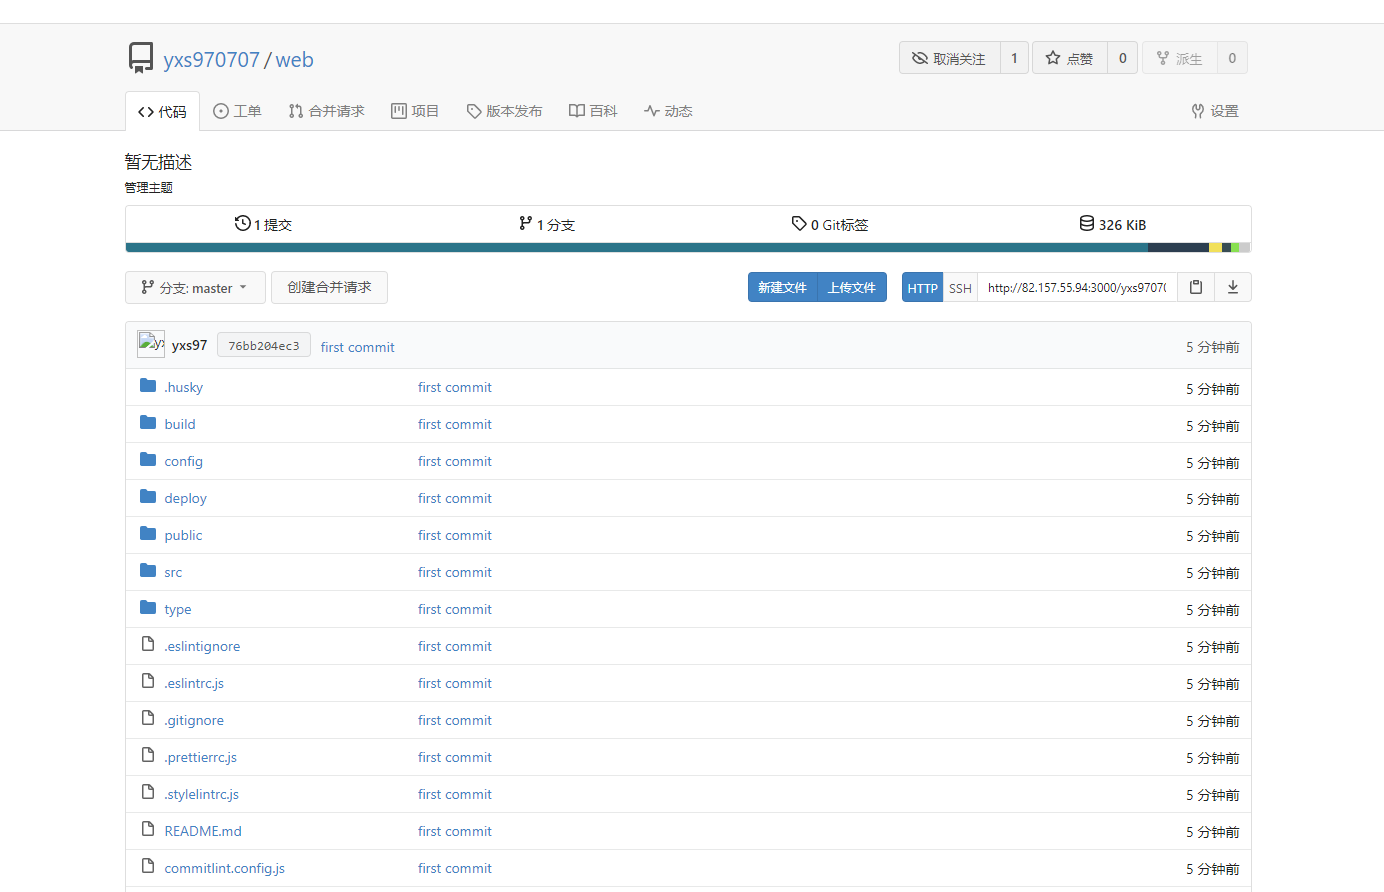 yxs970707 / web
取消关注 1 点赞 0 派生 0
代码 工单 合并请求 项目 版本发布 百科 动态 设置
暂无描述
管理主题
1 提交 1 分支 0 Git标签 326 KiB
分支: master 创建合并请求 新建文件 上传文件 HTTP SSH http://82.157.55.94:3000/yxs97070
yxs97 76bb204ec3 first commit 5 分钟前
.husky first commit 5 分钟前
build first commit 5 分钟前
config first commit 5 分钟前
deploy first commit 5 分钟前
public first commit 5 分钟前
src first commit 5 分钟前
type first commit 5 分钟前
.eslintignore first commit 5 分钟前
.eslintrc.js first commit 5 分钟前
.gitignore first commit 5 分钟前
.prettierrc.js first commit 5 分钟前
.stylelintrc.js first commit 5 分钟前
README.md first commit 5 分钟前
commitlint.config.js first commit 5 分钟前